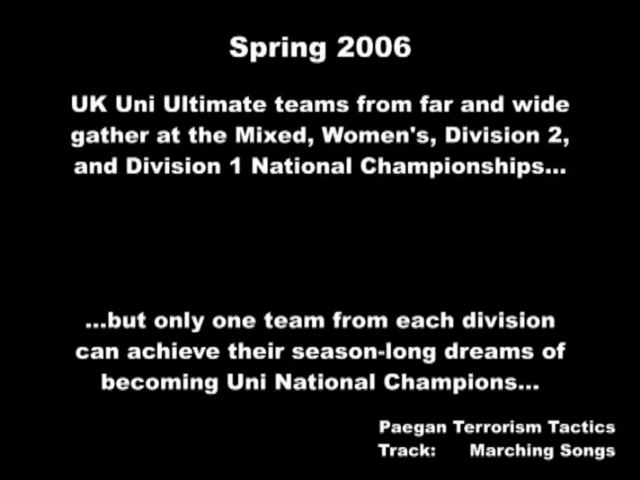 Spring 2006
UK Uni Ultimate teams from far and wide
gather at the Mixed, Women's, Division 2,
and Division 1 National Championships...
...but only one team from each division
can achieve their season-long dreams of
becoming Uni National Champions...
Paegan Terrorism Tactics
Track: Marching Songs